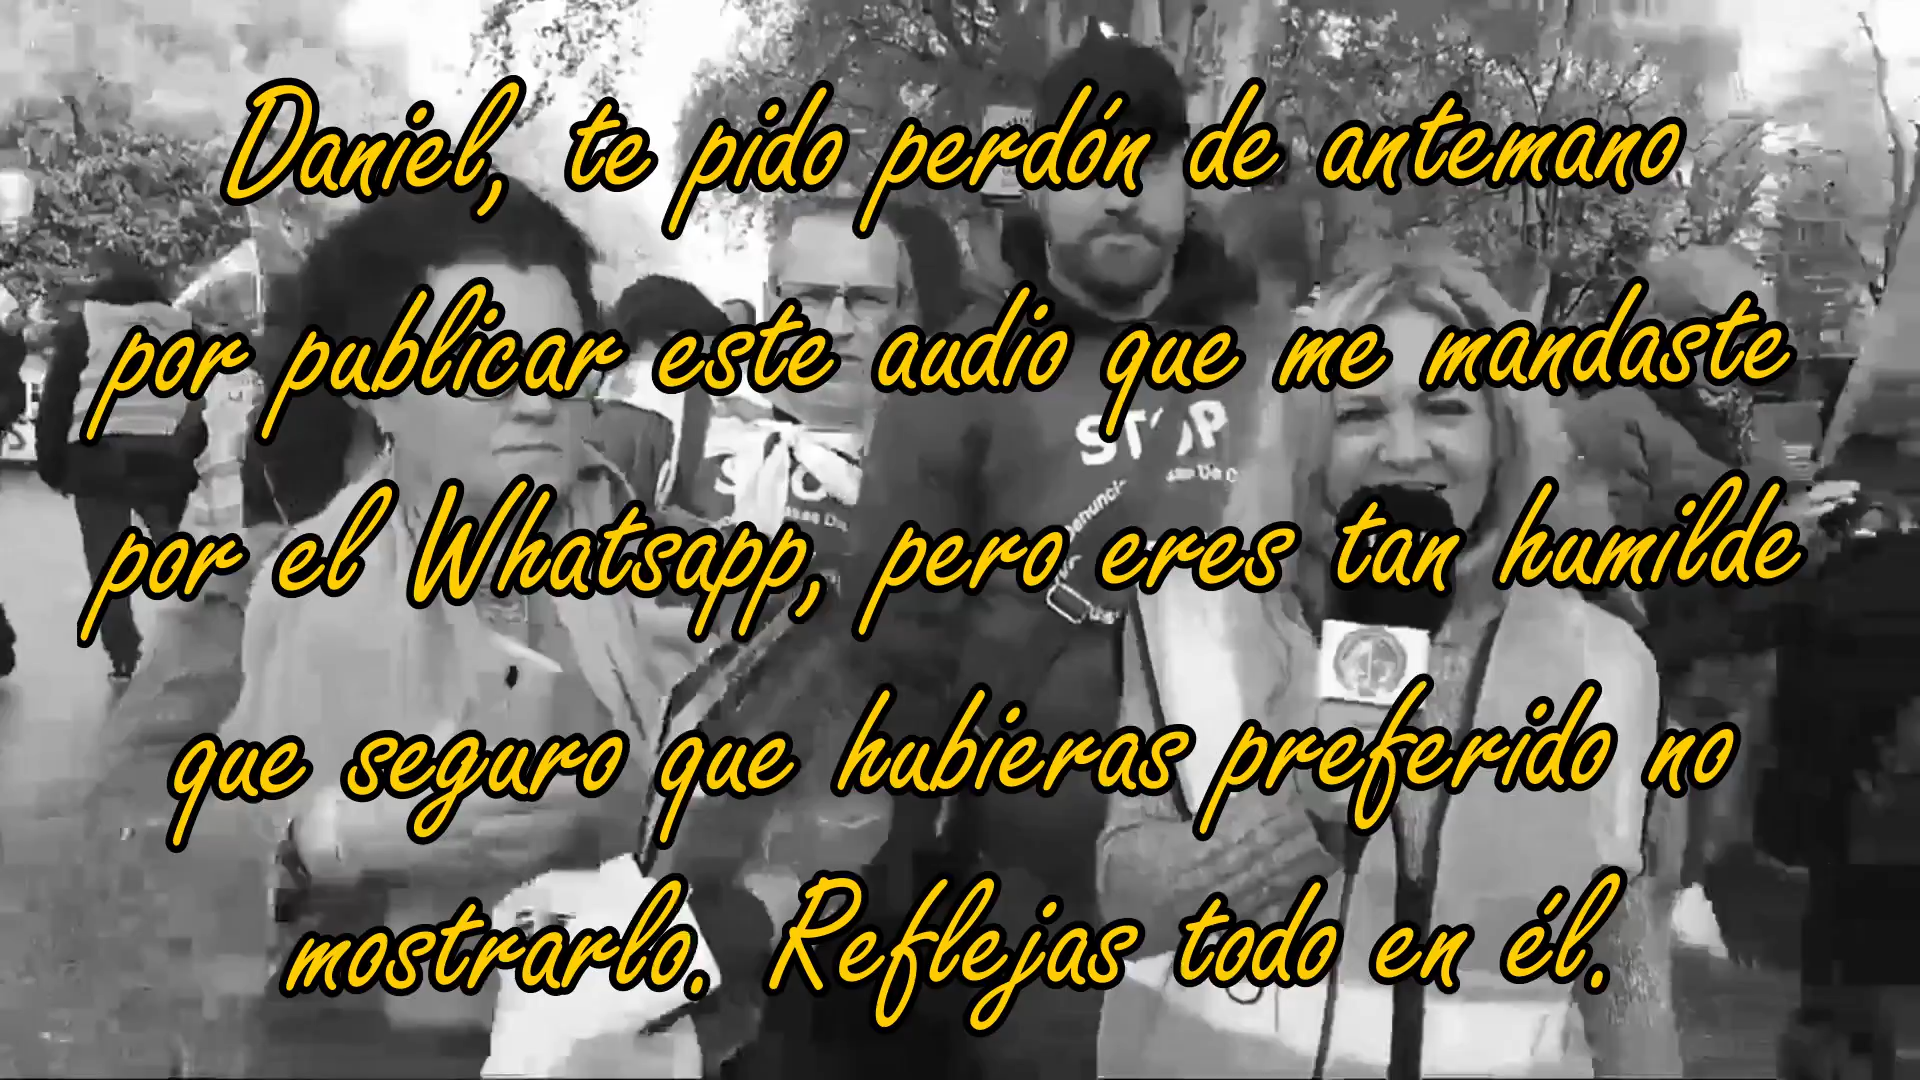 Daniel, te pido perdón de antemano
por publicar este audio que me mandaste
por el Whatsapp, pero eres tan humilde
que seguro que hubieras preferido no
mostrarlo. Reflejas todo en él.
STOP